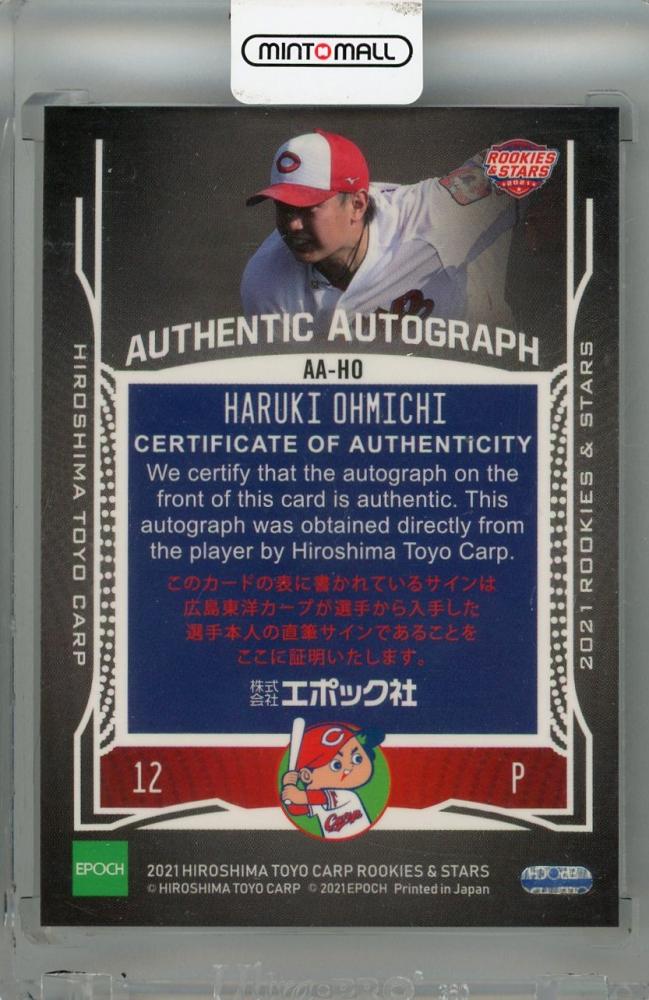 MINTMALL
ROOKIES
& STARS
2021
AUTHENTIC AUTOGRAPH
AA-HO
HARUKI OHMICHI
CERTIFICATE OF AUTHENTICITY
We certify that the autograph on the
front of this card is authentic. This
autograph was obtained directly from
the player by Hiroshima Toyo Carp.
このカードの表に書かれているサインは
広島東洋カープが選手から入手した
選手本人の直筆サインであることを
ここに証明いたします。
株式会社エポック社
HIROSHIMA TOYO CARP
2021 ROOKIES & STARS
12
C
Carp
P
EPOCH
2021 HIROSHIMA TOYO CARP ROOKIES & STARS
© HIROSHIMA TOYO CARP © 2021 EPOCH Printed in Japan